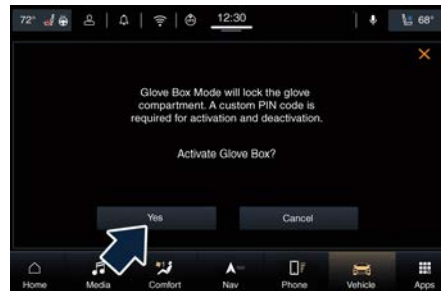 72° 12:30 68°
Glove Box Mode will lock the glove
compartment. A custom PIN code is
required for activation and deactivation.
Activate Glove Box?
Yes Cancel
Home Media Comfort Nav Phone Vehicle Apps